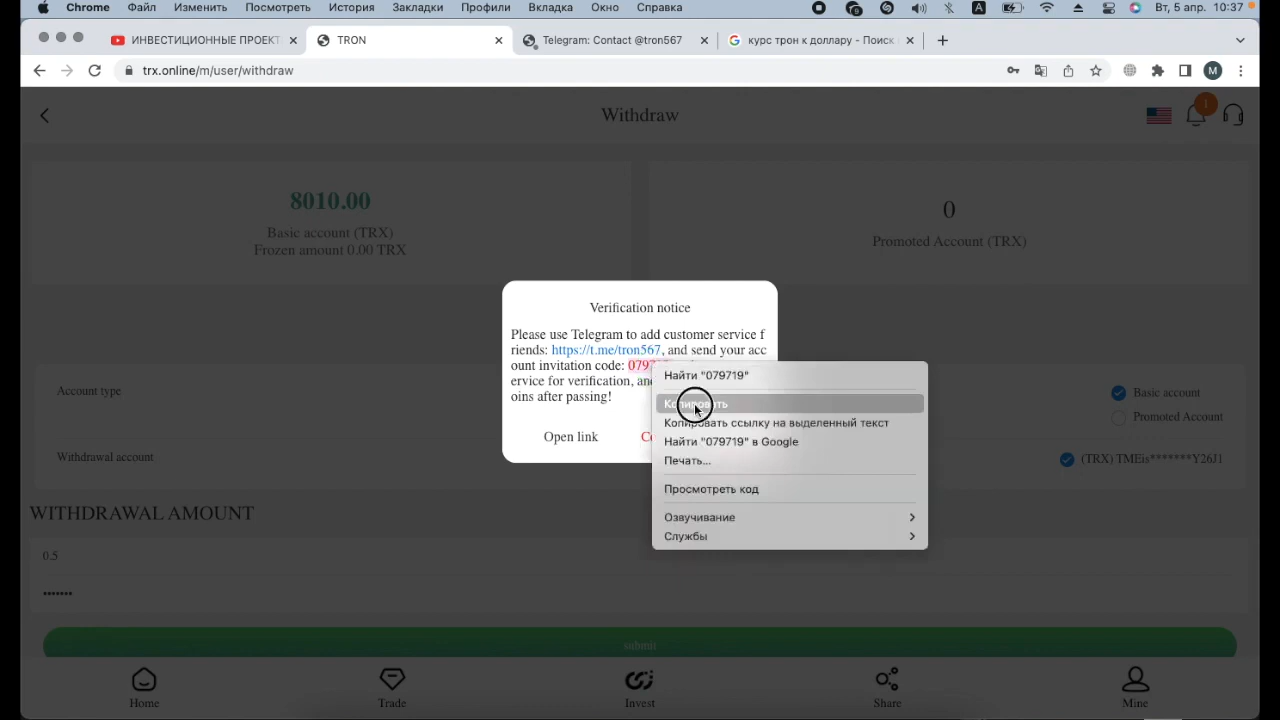 Chrome Файл Изменить Посмотреть История Закладки Профили Вкладка Окно Справка 9 A Вт, 5 апр. 10:37
ИНВЕСТИЦИОННЫЕ ПРОЕКТ TRON Telegram: Contact @tron567 курс трон к доллару - Поиск
trx.online/m/user/withdraw M
Withdraw 1
8010.00
Basic account (TRX)
Frozen amount 0.00 TRX
0
Promoted Account (TRX)
Verification notice
Please use Telegram to add customer service f
riends: https://t.me/tron567, and send your acc
ount invitation code:
ervice for verification,
oins after passing!
Open link
Найти "079719"
Копировать
Копировать ссылку на выделенный текст
Найти "079719" в Google
Печать...
Просмотреть код
Озвучивание
Службы
Account type
Basic account
Promoted Account
Withdrawal account
(TRX) TMEis*******Y26J1
WITHDRAWAL AMOUNT
0.5
•••••••
submit
Home Trade Invest Share Mine